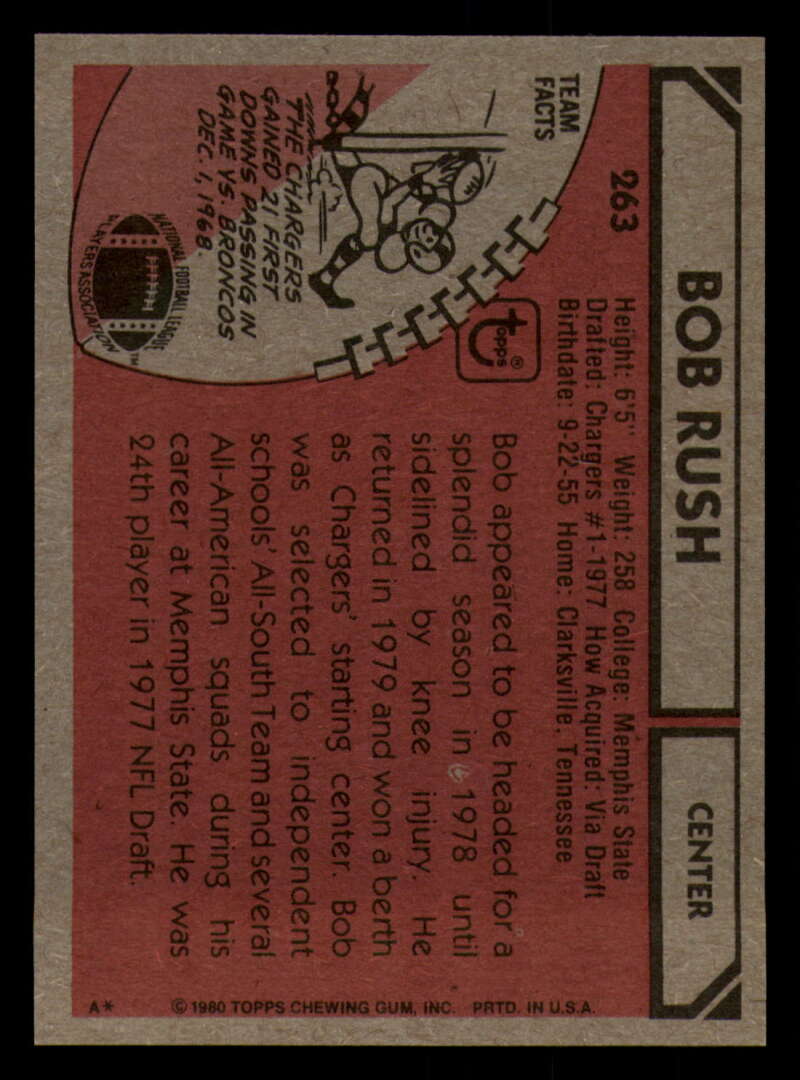 263
BOB RUSH
CENTER
Height: 6'5" Weight: 258 College: Memphis State
Drafted: Chargers #1-1977 How Acquired: Via Draft
Birthdate: 9-22-55 Home: Clarksville, Tennessee
TEAM
FACTS
THE CHARGERS
GAINED 21 FIRST
DOWNS PASSING IN
GAME VS. BRONCOS
DEC. 1, 1968.
NATIONAL FOOTBALL LEAGUE
PLAYERS ASSOCIATION™
topps®
Bob appeared to be headed for a
splendid season in 1978 until
sidelined by knee injury. He
returned in 1979 and won a berth
as Chargers' starting center. Bob
was selected to independent
schools' All-South Team and several
All-American squads during his
career at Memphis State. He was
24th player in 1977 NFL Draft.
A* © 1980 TOPPS CHEWING GUM, INC. PRTD. IN U.S.A.